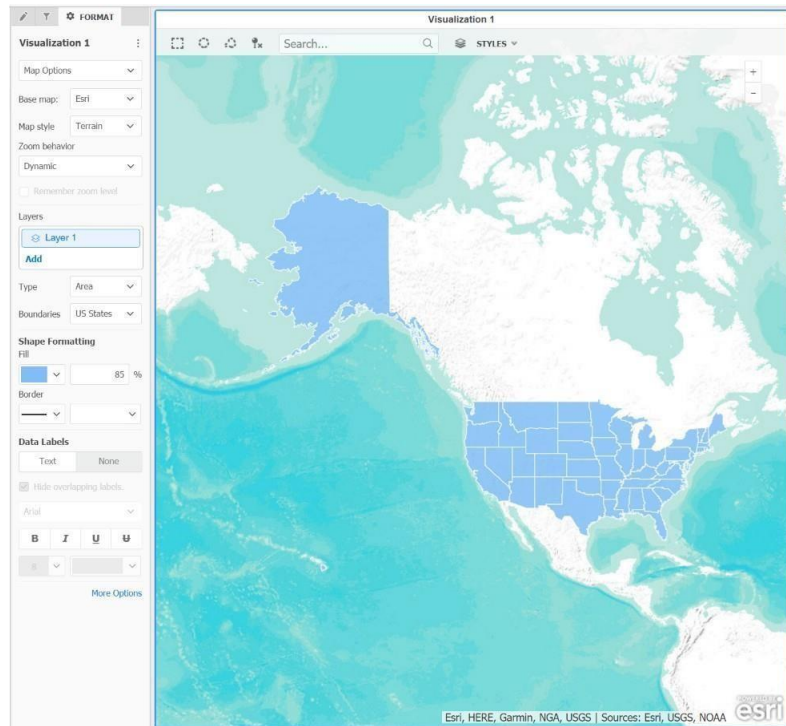 FORMAT
Visualization 1
Visualization 1
Search...
STYLES
Map Options
Base map: Esri
Map style Terrain
Zoom behavior
Dynamic
Remember zoom level
Layers
Layer 1
Add
Type Area
Boundaries US States
Shape Formatting
Fill
85 %
Border
Data Labels
Text None
Hide overlapping labels.
Arial
B I U U
x
More Options
+
-
Esri, HERE, Garmin, NGA, USGS | Sources: Esri, USGS, NOAA
POWERED BY
esri